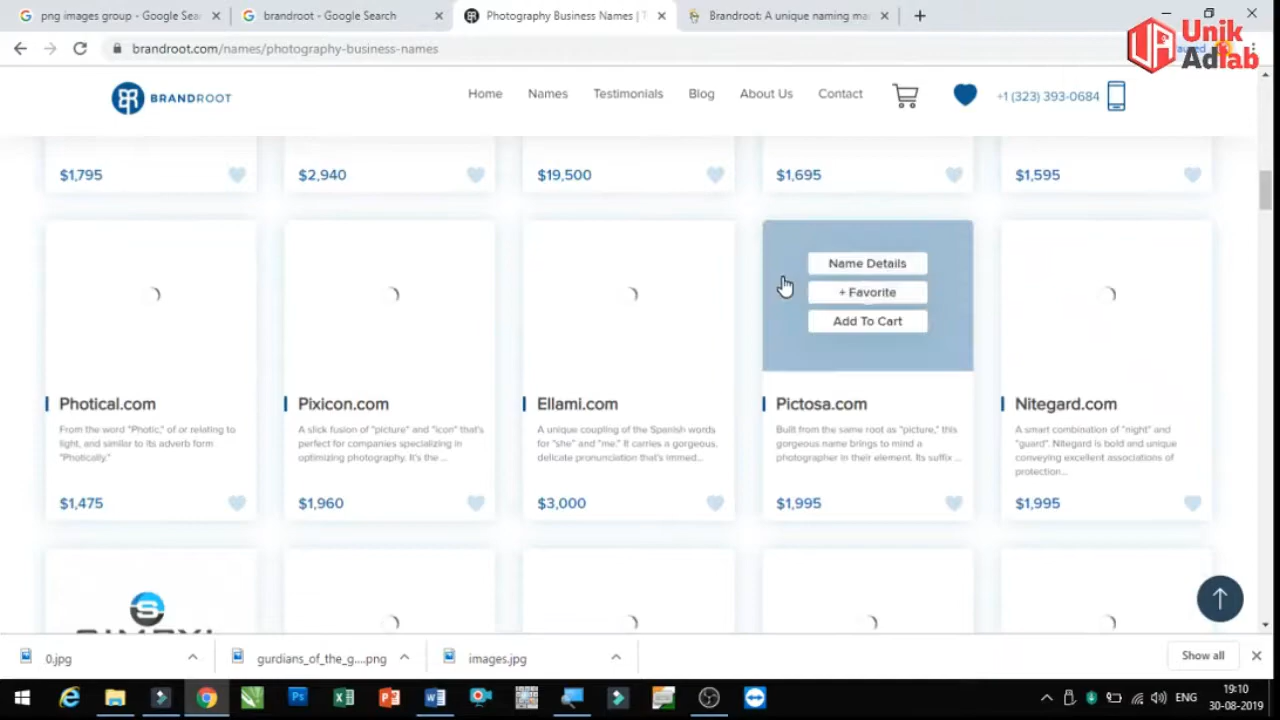 png images group - Google Sea
brandroot - Google Search
Photography Business Names | T
Brandroot: A unique naming ma
brandroot.com/names/photography-business-names
Unik
Adlab
BRANDROOT
Home
Names
Testimonials
Blog
About Us
Contact
+1 (323) 393-0684
$1,795
$2,940
$19,500
$1,695
$1,595
Name Details
+ Favorite
Add To Cart
Photical.com
From the word "Photic," of or relating to
light, and similar to its adverb form
"Photically."
$1,475
Pixicon.com
A slick fusion of "picture" and "icon" that's
perfect for companies specializing in
optimizing photography. It's the ...
$1,960
Ellami.com
A unique coupling of the Spanish words
for "she" and "me." It carries a gorgeous,
delicate pronunciation that's immed...
$3,000
Pictosa.com
Built from the same root as "picture," this
gorgeous name brings to mind a
photographer in their element. Its suffix ...
$1,995
Nitegard.com
A smart combination of "night" and
"guard". Nitegard is bold and unique
conveying excellent associations of
protection...
$1,995
0.jpg
gurdians_of_the_g....png
images.jpg
Show all
ENG
19:10
30-08-2019